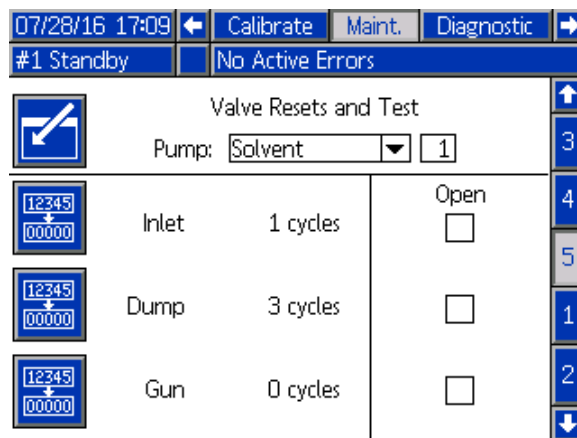 07/28/16 17:09 Calibrate Maint. Diagnostic
#1 Standby No Active Errors
Valve Resets and Test
Pump: Solvent 1
3
Open
4
12345
00000
Inlet 1 cycles
5
12345
00000
Dump 3 cycles
1
12345
00000
Gun 0 cycles
2